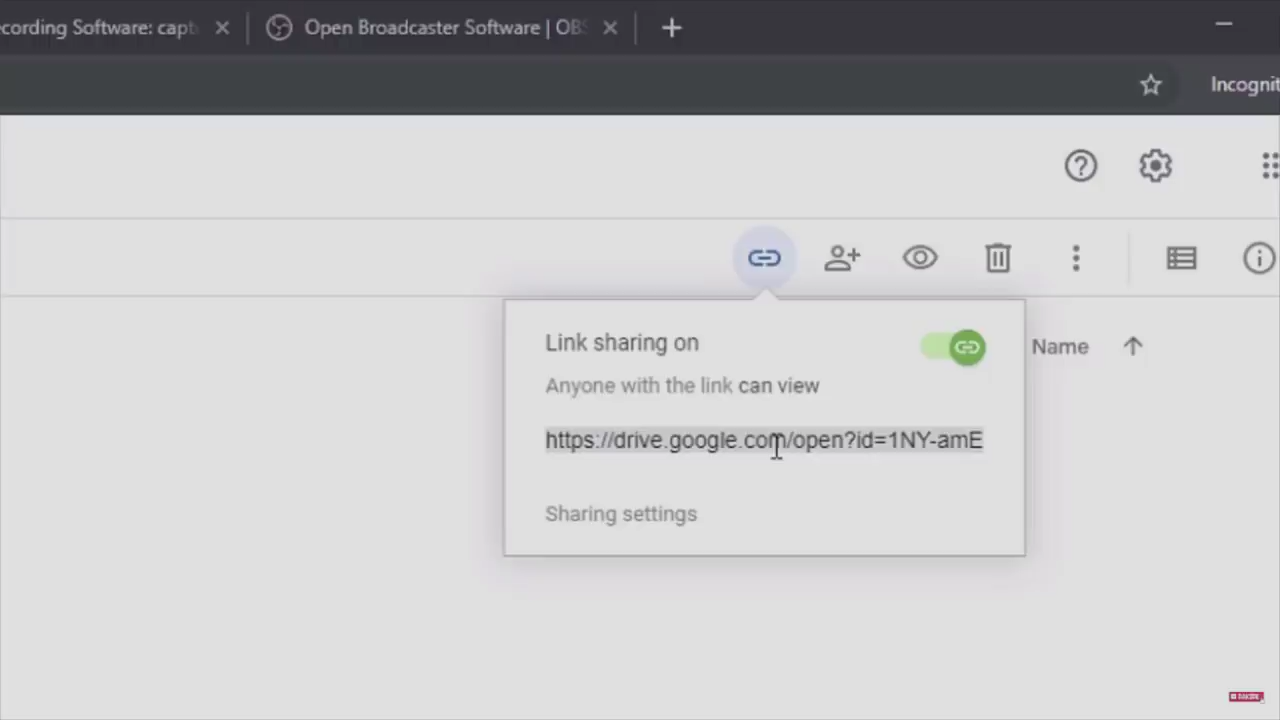 cording Software: capt
Open Broadcaster Software | OBS
Incognit
Name
Link sharing on
Anyone with the link can view
https://drive.google.com/open?id=1NY-amE
Sharing settings